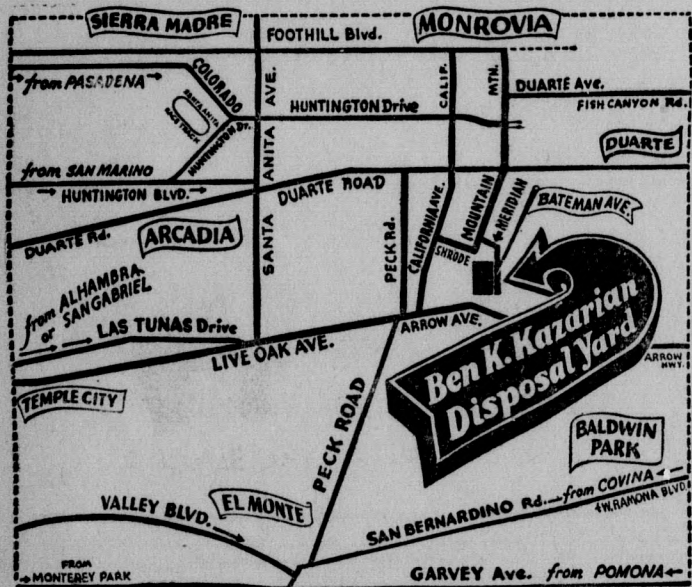 SIERRA MADRE
MONROVIA
FOOTHILL Blvd.
from PASADENA
COLORADO
SANTA ANITA
RACE TRACK
HUNTINGTON Dr.
AVE.
HUNTINGTON Drive
CALIF.
MTN.
DUARTE Ave.
FISH CANYON Rd.
DUARTE
from SAN MARINO
HUNTINGTON BLVD.
SANTA ANITA
DUARTE ROAD
DUARTE Rd.
ARCADIA
PECK Rd.
CALIFORNIA AVE.
MOUNTAIN
MERIDIAN
BATEMAN AVE.
SHRODE
from ALHAMBRA
or SAN GABRIEL
LAS TUNAS Drive
LIVE OAK AVE.
ARROW AVE.
ARROW
HWY.
Ben K. Kazarian
Disposal Yard
TEMPLE CITY
PECK ROAD
BALDWIN
PARK
VALLEY BLVD.
EL MONTE
SAN BERNARDINO Rd.
from COVINA
W. RAMONA BLVD
FROM
MONTEREY PARK
GARVEY Ave. from POMONA